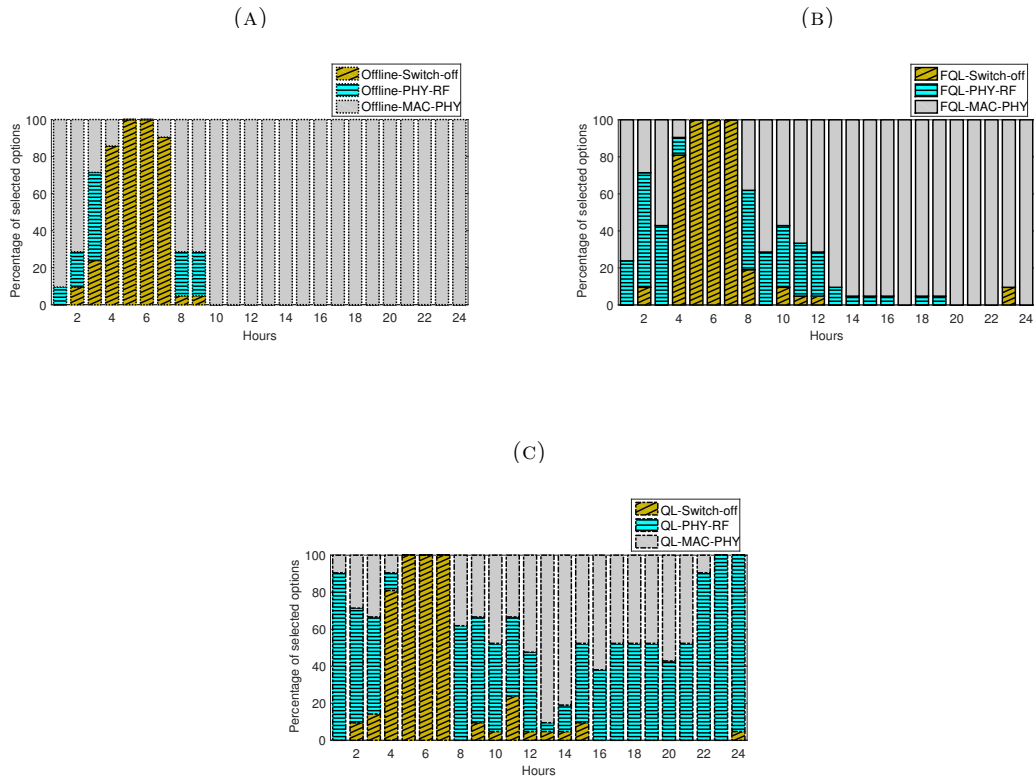 (A)
Offline-Switch-off
Offline-PHY-RF
Offline-MAC-PHY
Percentage of selected options
100
80
60
40
20
0
2 4 6 8 10 12 14 16 18 20 22 24
Hours
(B)
FQL-Switch-off
FQL-PHY-RF
FQL-MAC-PHY
Percentage of selected options
100
80
60
40
20
0
2 4 6 8 10 12 14 16 18 20 22 24
Hours
(C)
QL-Switch-off
QL-PHY-RF
QL-MAC-PHY
Percentage of selected options
100
80
60
40
20
0
2 4 6 8 10 12 14 16 18 20 22 24
Hours